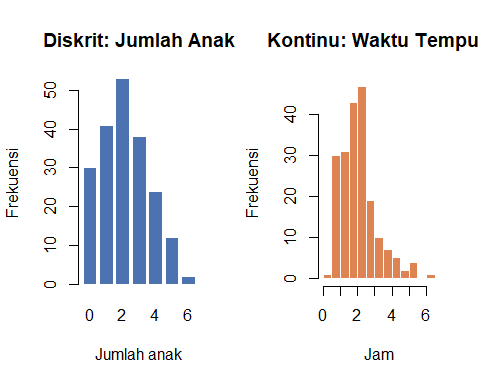 Diskrit: Jumlah Anak
Frekuensi
50
40
30
20
10
0
0 2 4 6
Jumlah anak
Kontinu: Waktu Tempu
Frekuensi
40
30
20
10
0
0 2 4 6
Jam